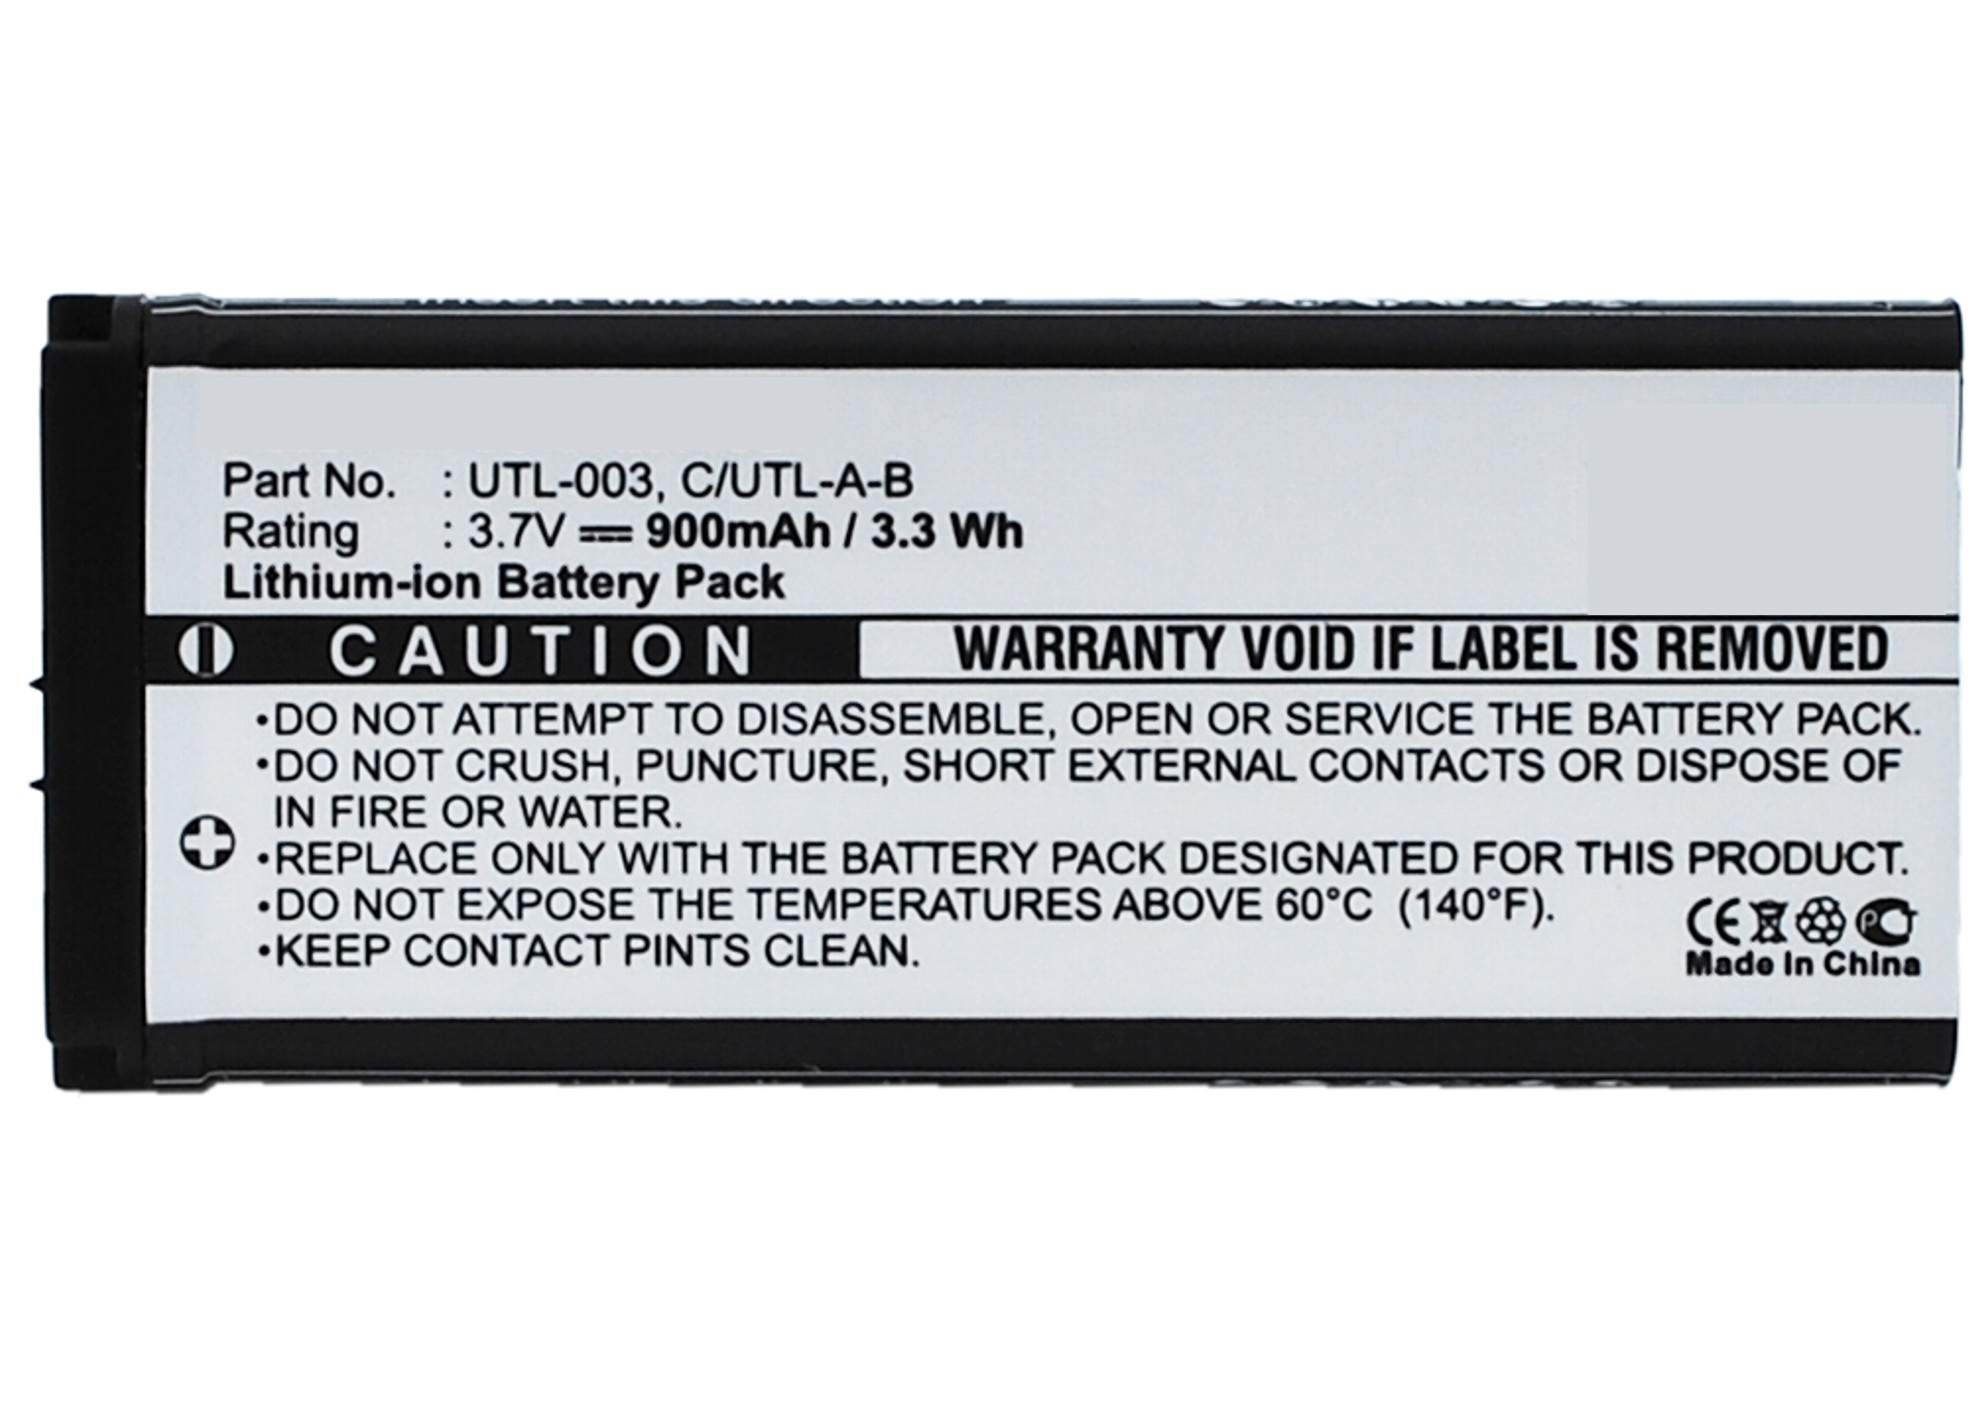 Part No. : UTL-003, C/UTL-A-B
Rating : 3.7V ⎓ 900mAh / 3.3 Wh
Lithium-ion Battery Pack
CAUTION WARRANTY VOID IF LABEL IS REMOVED
•DO NOT ATTEMPT TO DISASSEMBLE, OPEN OR SERVICE THE BATTERY PACK.
•DO NOT CRUSH, PUNCTURE, SHORT EXTERNAL CONTACTS OR DISPOSE OF
IN FIRE OR WATER.
•REPLACE ONLY WITH THE BATTERY PACK DESIGNATED FOR THIS PRODUCT.
•DO NOT EXPOSE THE TEMPERATURES ABOVE 60°C (140°F).
•KEEP CONTACT PINTS CLEAN.
CE
Made in China